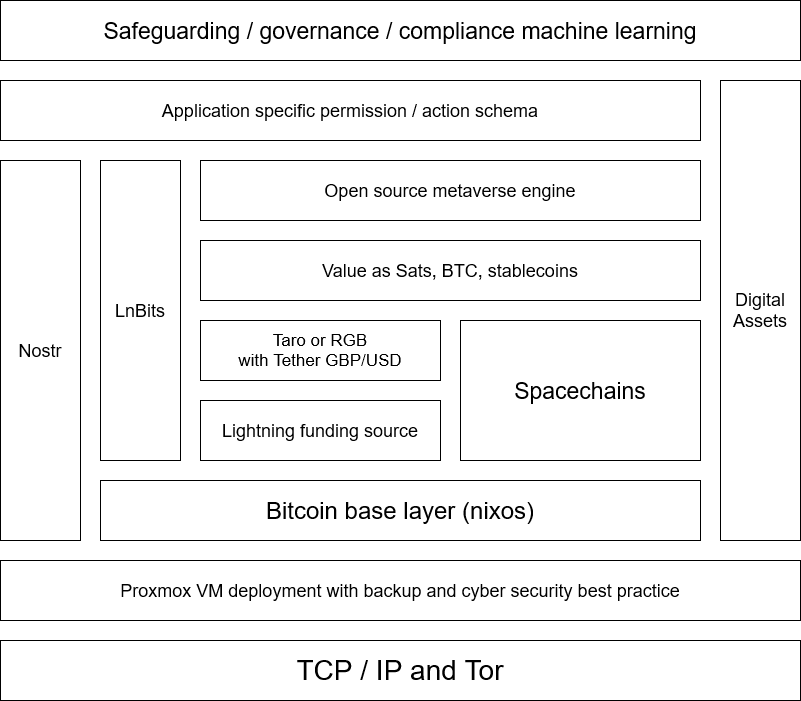 Safeguarding / governance / compliance machine learning
Application specific permission / action schema
Open source metaverse engine
Value as Sats, BTC, stablecoins
Digital
Assets
LnBits
Nostr
Taro or RGB
with Tether GBP/USD
Spacechains
Lightning funding source
Bitcoin base layer (nixos)
Proxmox VM deployment with backup and cyber security best practice
TCP / IP and Tor